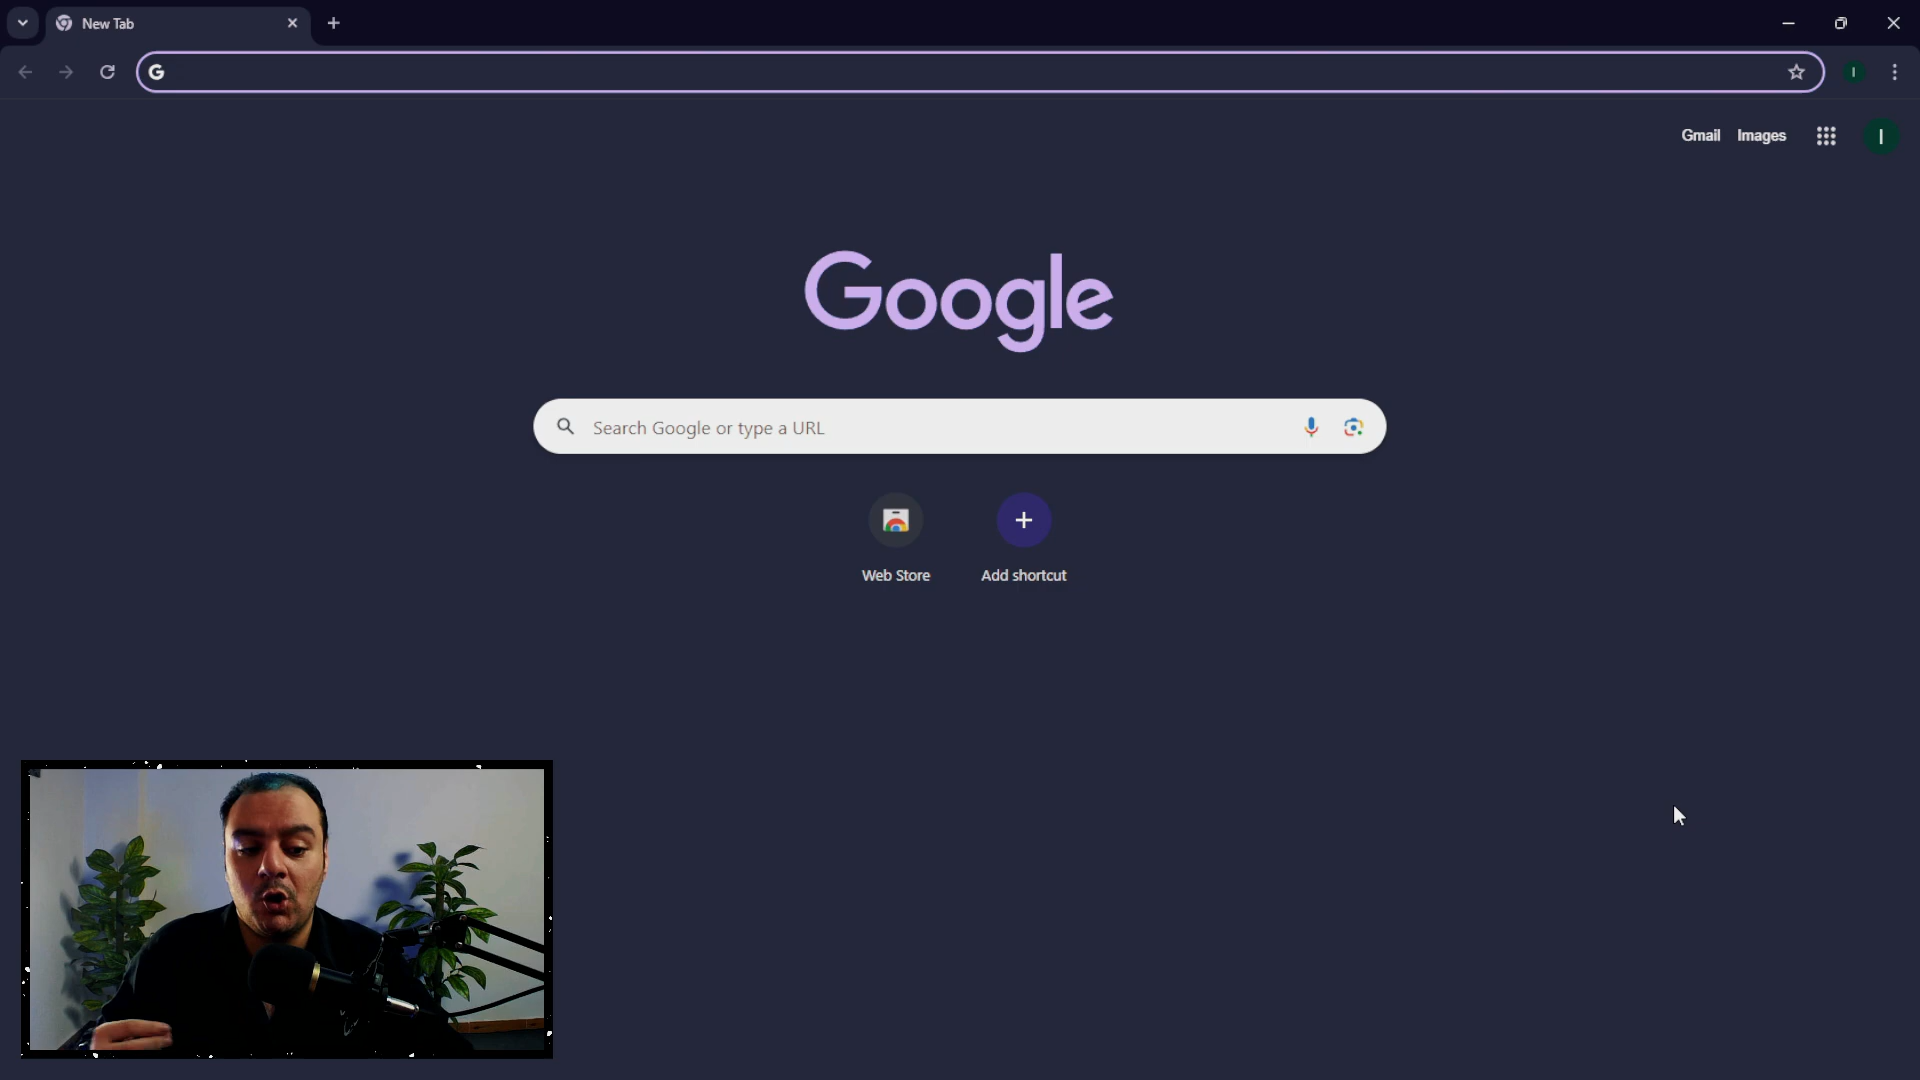 New Tab
G
I
Gmail Images I
Google
Search Google or type a URL
Web Store Add shortcut